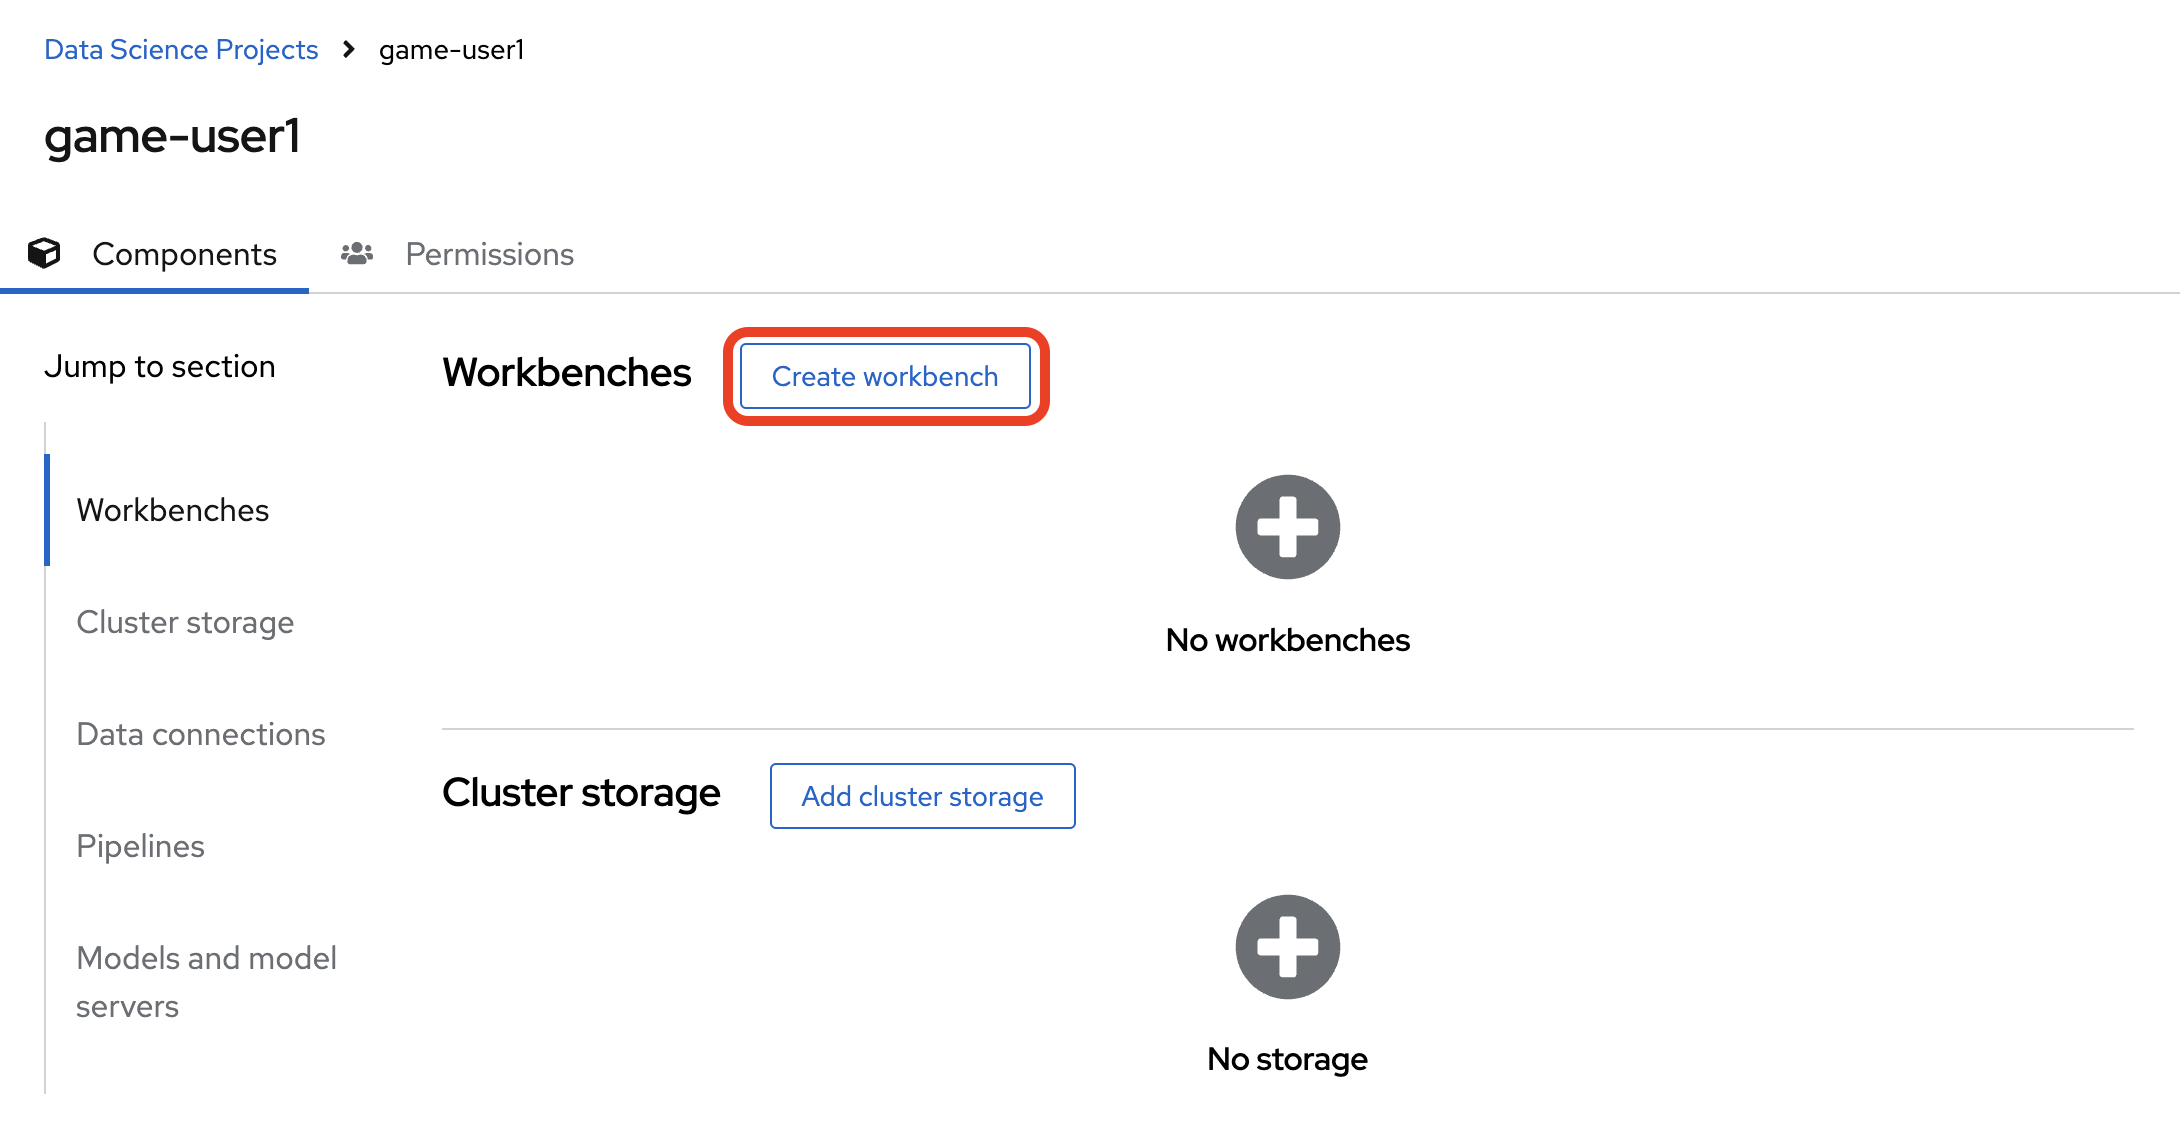 Data Science Projects > game-user1
game-user1
Components
Permissions
Jump to section
Workbenches
Cluster storage
Data connections
Pipelines
Models and model
servers
Workbenches
Create workbench
No workbenches
Cluster storage
Add cluster storage
No storage